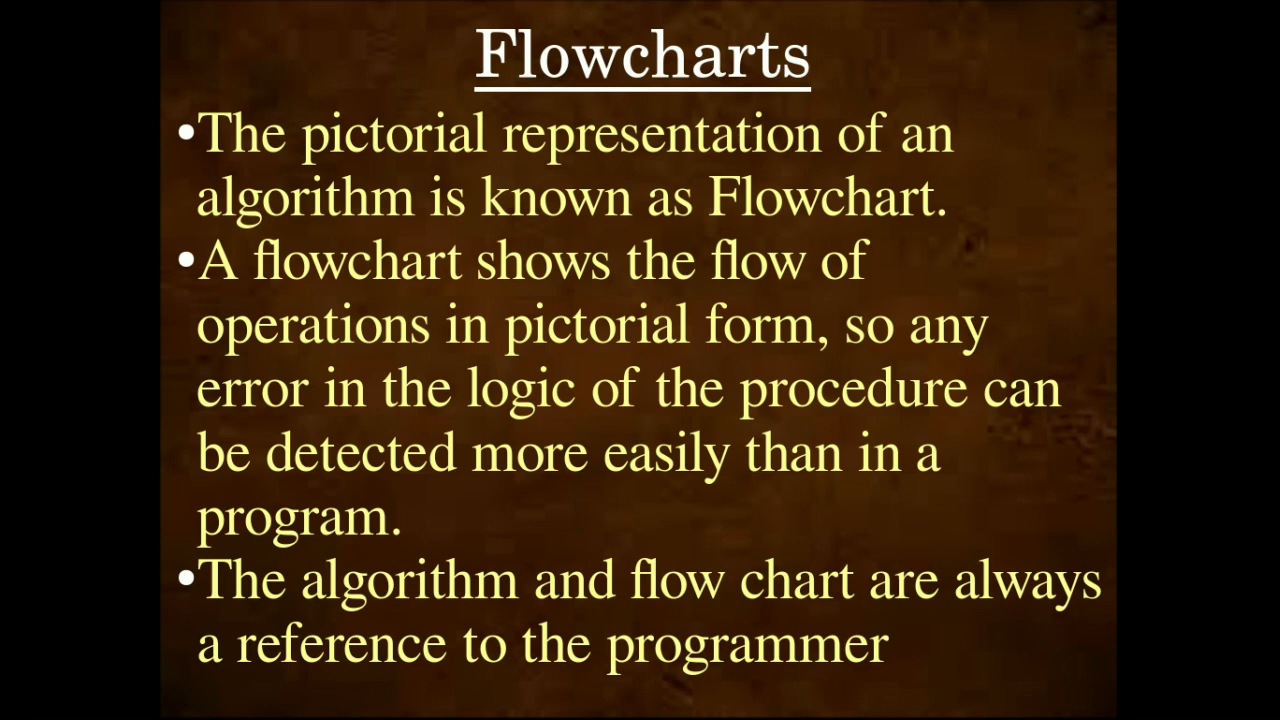 Flowcharts
•The pictorial representation of an
algorithm is known as Flowchart.
•A flowchart shows the flow of
operations in pictorial form, so any
error in the logic of the procedure can
be detected more easily than in a
program.
•The algorithm and flow chart are always
a reference to the programmer